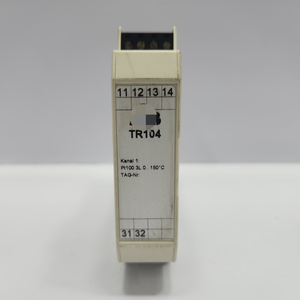 11 12 13 14
TR104
Kanal 1
Pt100 3L 0...150°C
TAG-Nr.
31 32